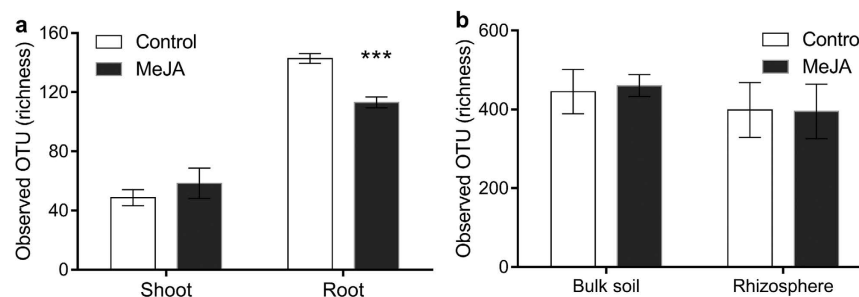 a
Control
MeJA
***
Observed OTU (richness)
160
120
80
40
0
Shoot
Root
b
Contro
MeJA
Observed OTU (richness)
600
400
200
0
Bulk soil
Rhizosphere